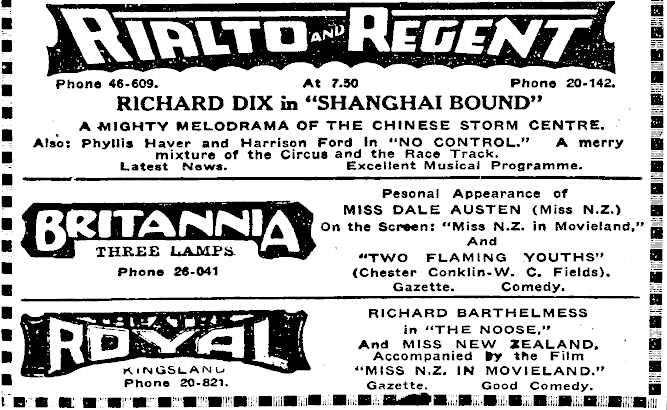 RIALTO AND REGENT
Phone 46-609. At 7.50 Phone 20-142.
RICHARD DIX in "SHANGHAI BOUND"
A MIGHTY MELODRAMA OF THE CHINESE STORM CENTRE.
Also: Phyllis Haver and Harrison Ford in "NO CONTROL." A merry
mixture of the Circus and the Race Track.
Latest News. Excellent Musical Programme.
BRITANNIA
THREE LAMPS
Phone 26-041
Pesonal Appearance of
MISS DALE AUSTEN (Miss N.Z.)
On the Screen: "Miss N.Z. in Movieland,"
And
"TWO FLAMING YOUTHS"
(Chester Conklin-W. C. Fields).
Gazette. Comedy.
ROYAL
KINGSLAND
Phone 20-821.
RICHARD BARTHELMESS
in "THE NOOSE,"
And MISS NEW ZEALAND,
Accompanied by the Film
"MISS N.Z. IN MOVIELAND."
Gazette. Good Comedy.